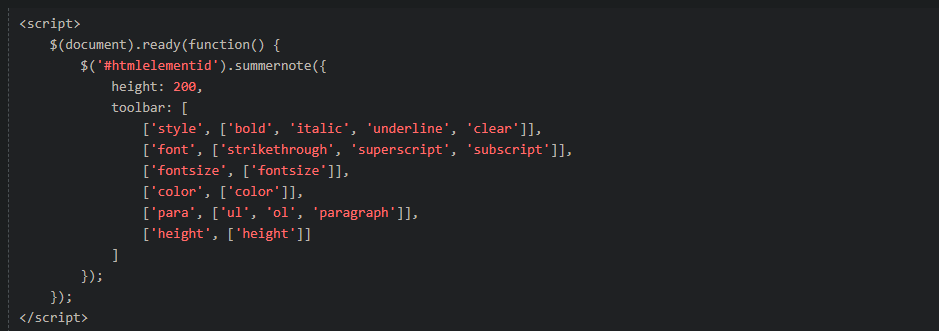 <script>
    $(document).ready(function() {
        $('#htmlelementid').summernote({
            height: 200,
            toolbar: [
                ['style', ['bold', 'italic', 'underline', 'clear']],
                ['font', ['strikethrough', 'superscript', 'subscript']],
                ['fontsize', ['fontsize']],
                ['color', ['color']],
                ['para', ['ul', 'ol', 'paragraph']],
                ['height', ['height']]
            ]
        });
    });
</script>